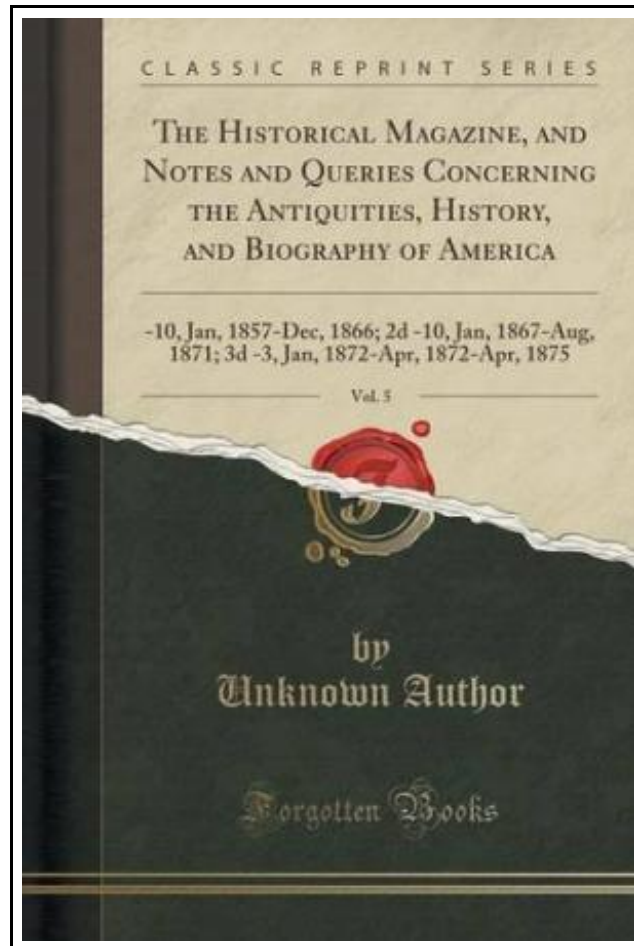 CLASSIC REPRINT SERIES
THE HISTORICAL MAGAZINE, AND
NOTES AND QUERIES CONCERNING
THE ANTIQUITIES, HISTORY,
AND BIOGRAPHY OF AMERICA
-10, Jan, 1857-Dec, 1866; 2d -10, Jan, 1867-Aug,
1871; 3d -3, Jan, 1872-Apr, 1872-Apr, 1875
Vol. 5
F
by
Unknown Author
Forgotten Books